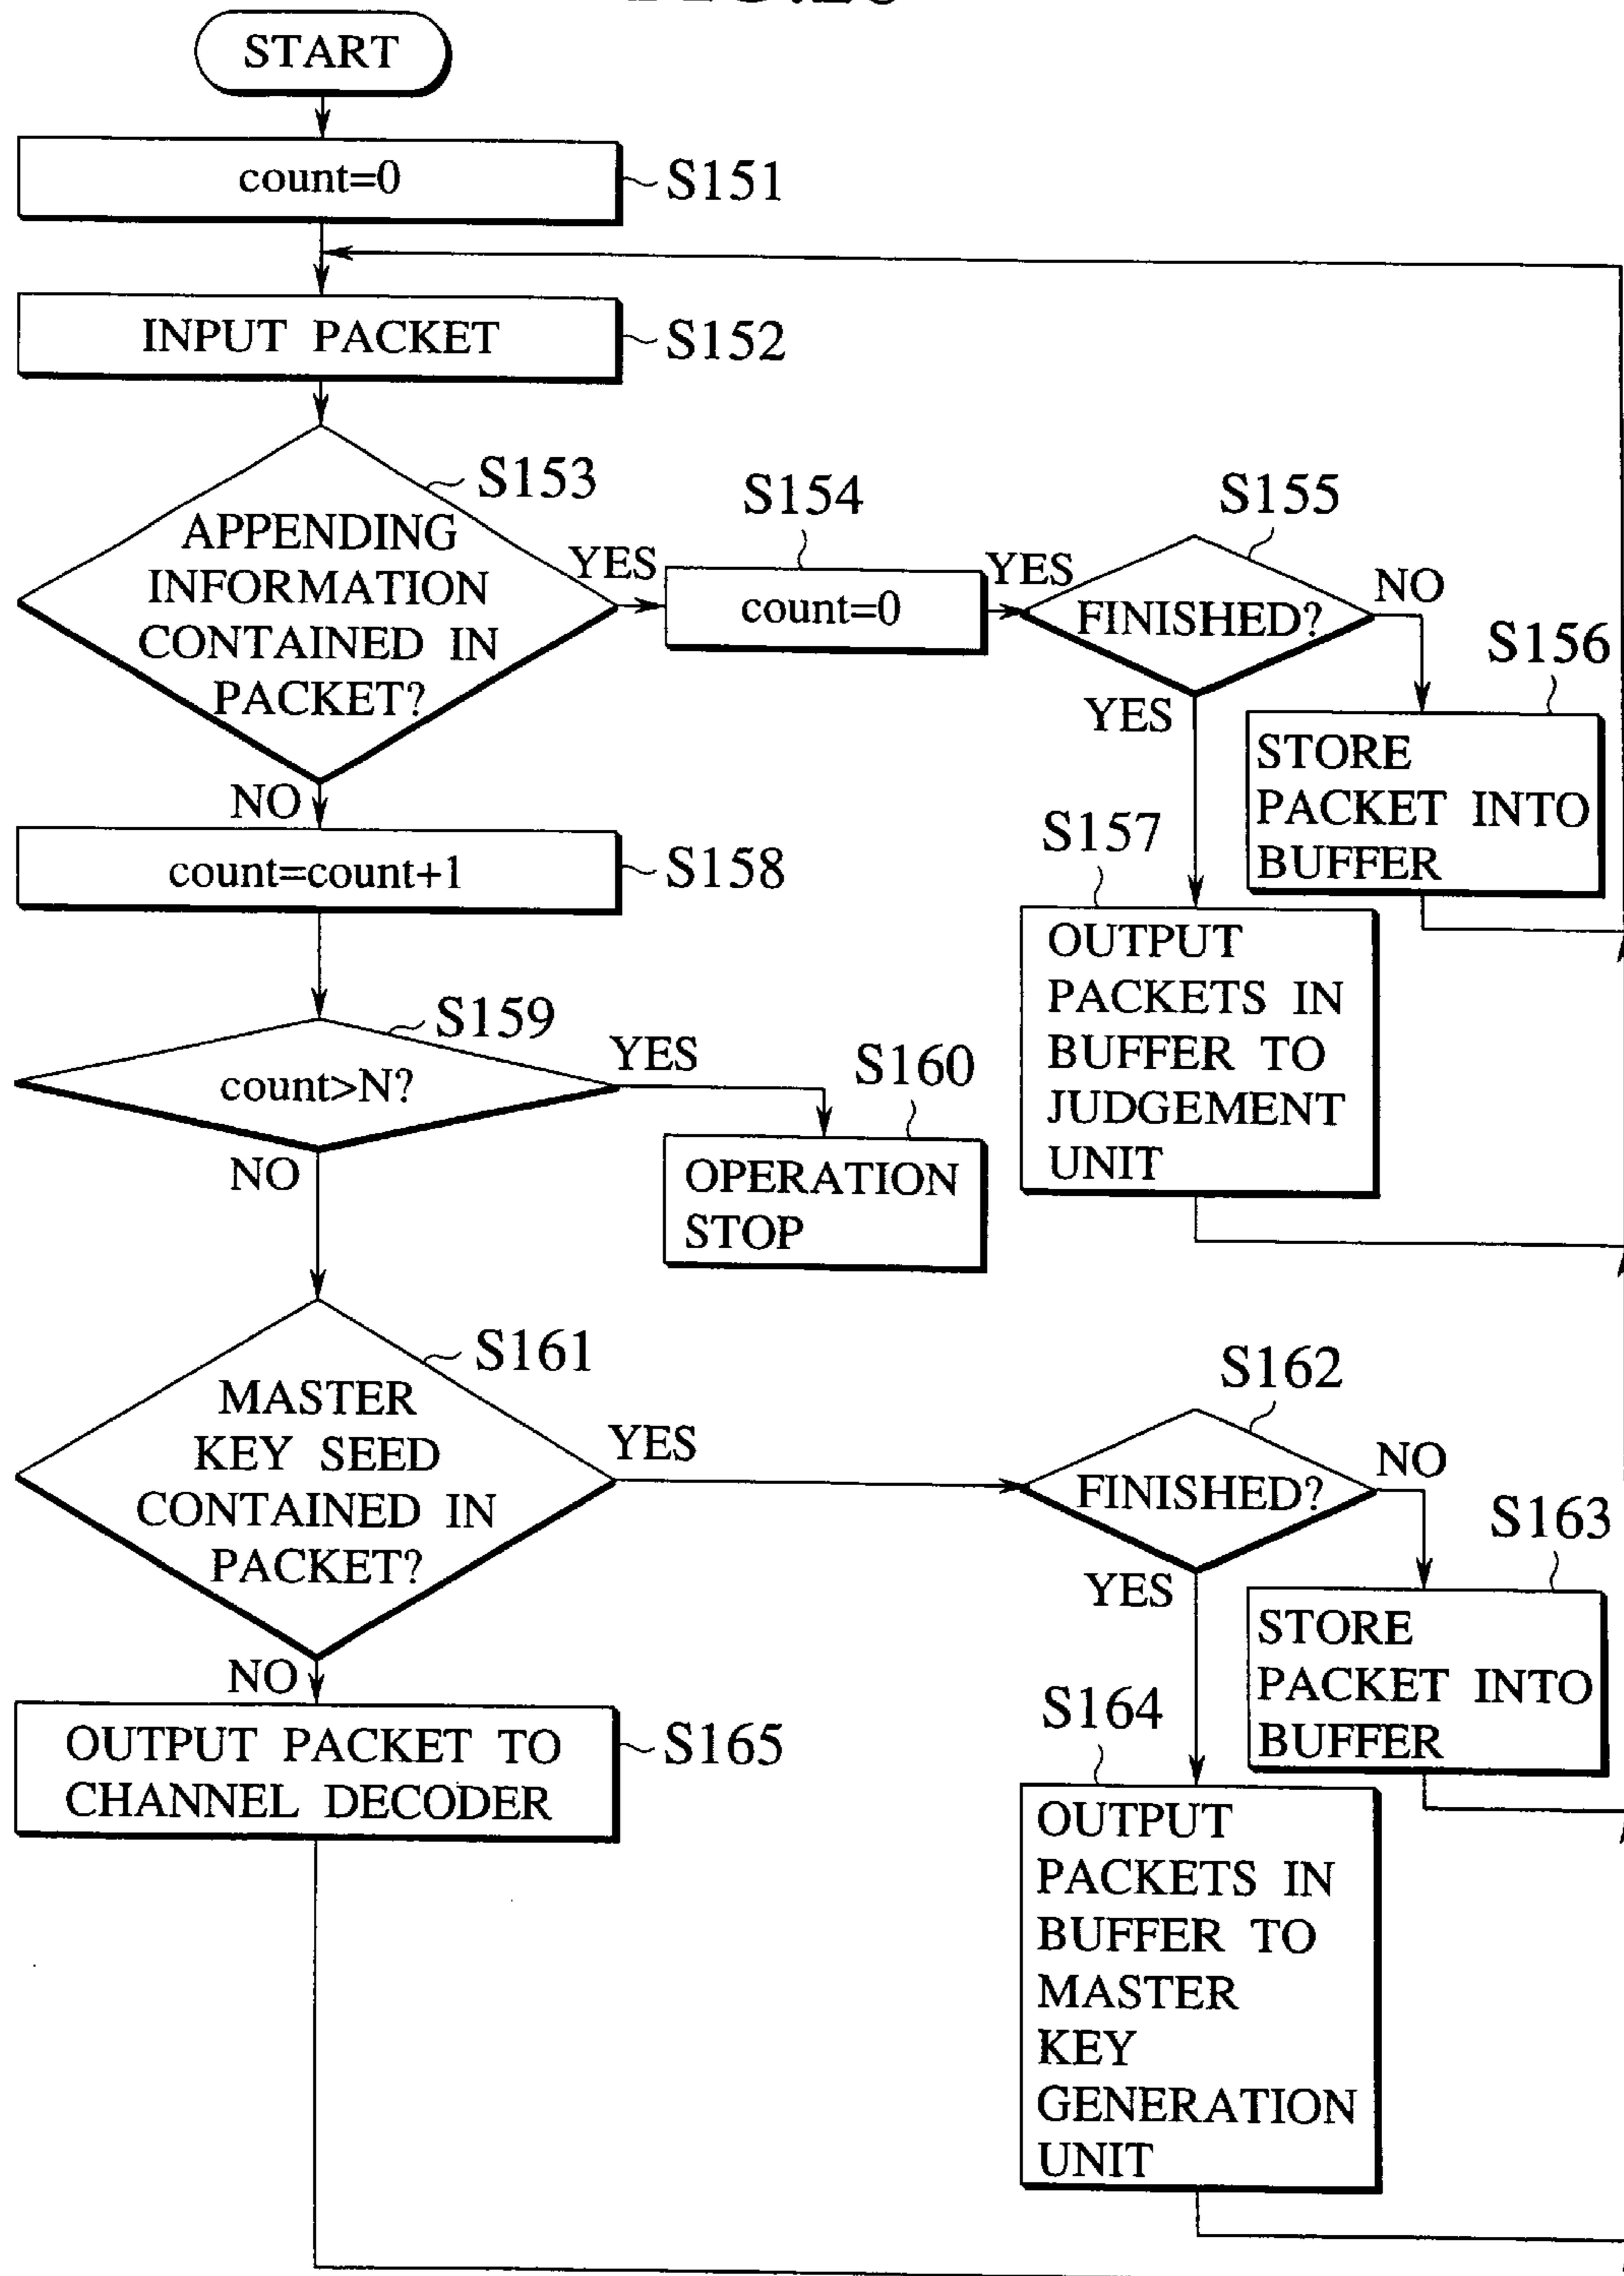 START
count=0
S151
INPUT PACKET
S152
S153
APPENDING
INFORMATION
CONTAINED IN
PACKET?
YES
S154
count=0
YES
S155
FINISHED?
NO
S156
STORE
PACKET INTO
BUFFER
YES
S157
OUTPUT
PACKETS IN
BUFFER TO
JUDGEMENT
UNIT
NO
count=count+1
S158
S159
count>N?
YES
S160
OPERATION
STOP
NO
S161
MASTER
KEY SEED
CONTAINED IN
PACKET?
YES
S162
FINISHED?
NO
S163
STORE
PACKET INTO
BUFFER
YES
S164
OUTPUT
PACKETS IN
BUFFER TO
MASTER
KEY
GENERATION
UNIT
NO
OUTPUT PACKET TO
CHANNEL DECODER
S165